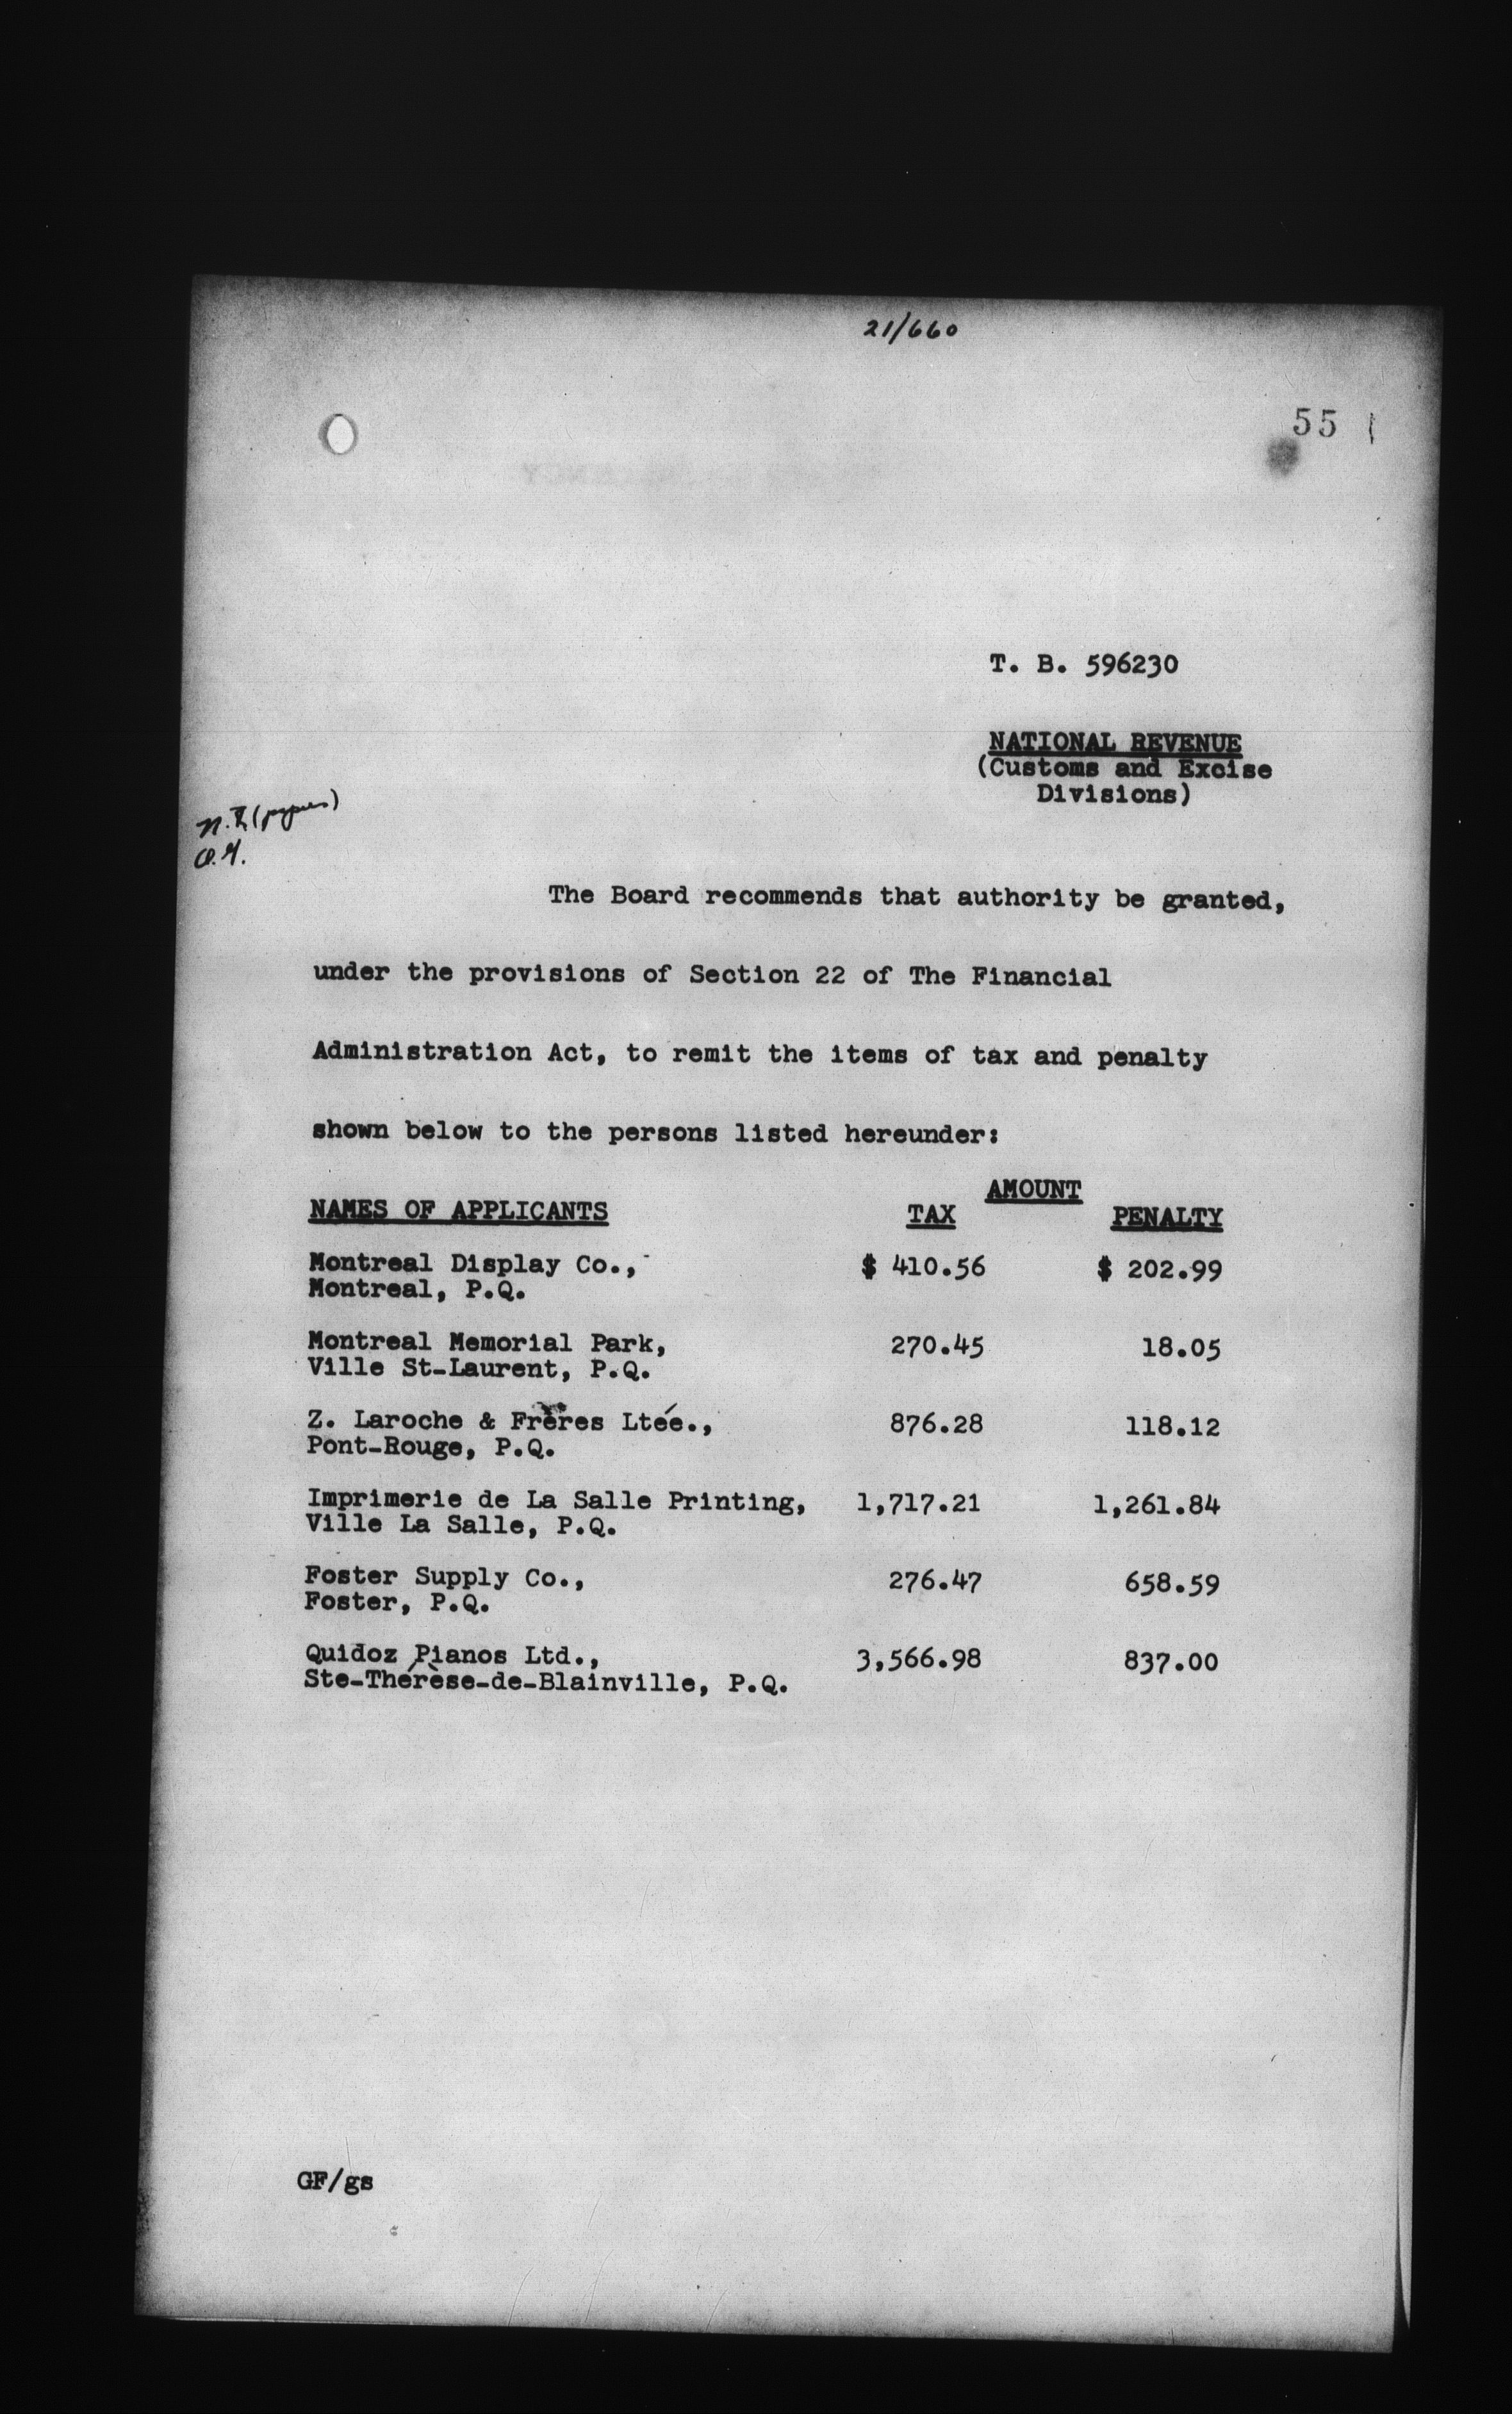 21/660
55
T. B. 596230
NATIONAL REVENUE
(Customs and Excise
Divisions)
N.R. (papers)
A.G.
The Board recommends that authority be granted,
under the provisions of Section 22 of The Financial
Administration Act, to remit the items of tax and penalty
shown below to the persons listed hereunder:
AMOUNT
NAMES OF APPLICANTS TAX PENALTY
Montreal Display Co., $ 410.56 $ 202.99
Montreal, P.Q.
Montreal Memorial Park, 270.45 18.05
Ville St-Laurent, P.Q.
Z. Laroche & Frères Ltée., 876.28 118.12
Pont-Rouge, P.Q.
Imprimerie de La Salle Printing, 1,717.21 1,261.84
Ville La Salle, P.Q.
Foster Supply Co., 276.47 658.59
Foster, P.Q.
Quidoz Pianos Ltd., 3,566.98 837.00
Ste-Thérèse-de-Blainville, P.Q.
GF/gs